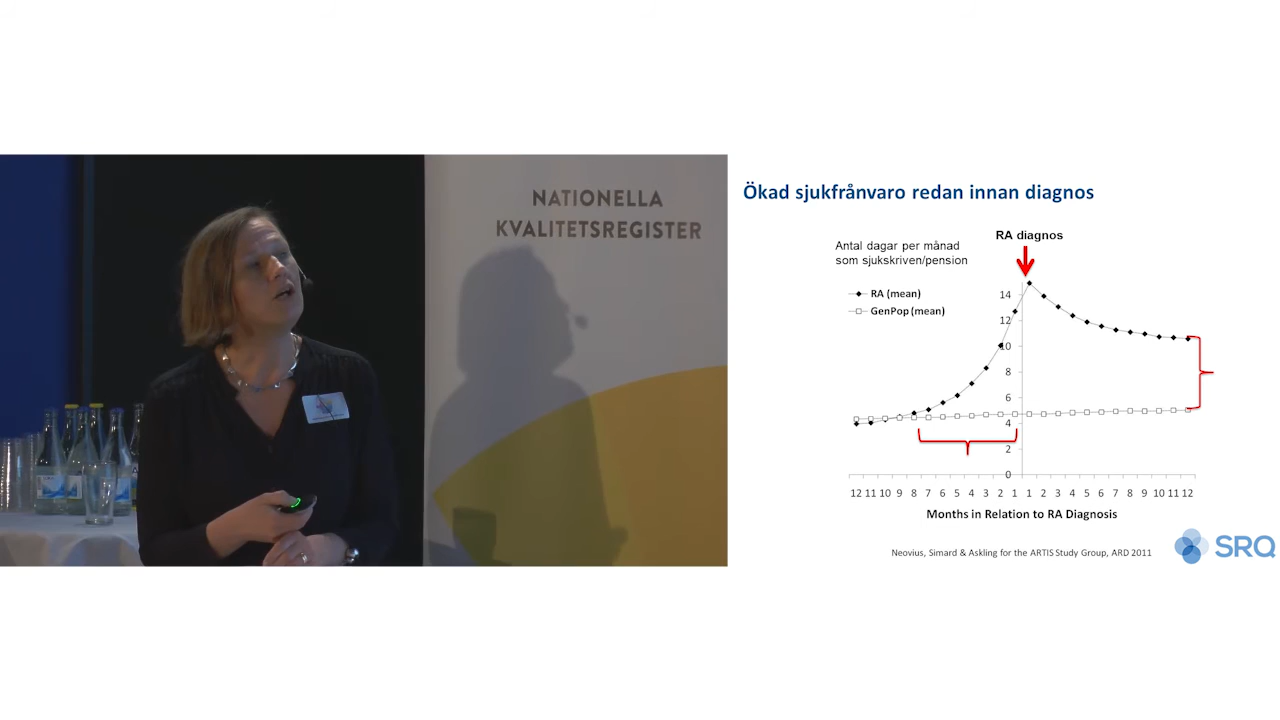 NATIONELLA
KVALITETSREGISTER
Ökad sjukfrånvaro redan innan diagnos
RA diagnos
Antal dagar per månad
som sjukskriven/pension
RA (mean)
GenPop (mean)
14
12
10
8
6
4
2
0
12 11 10 9 8 7 6 5 4 3 2 1 1 2 3 4 5 6 7 8 9 10 11 12
Months in Relation to RA Diagnosis
Neovius, Simard & Askling for the ARTIS Study Group, ARD 2011
SRQ